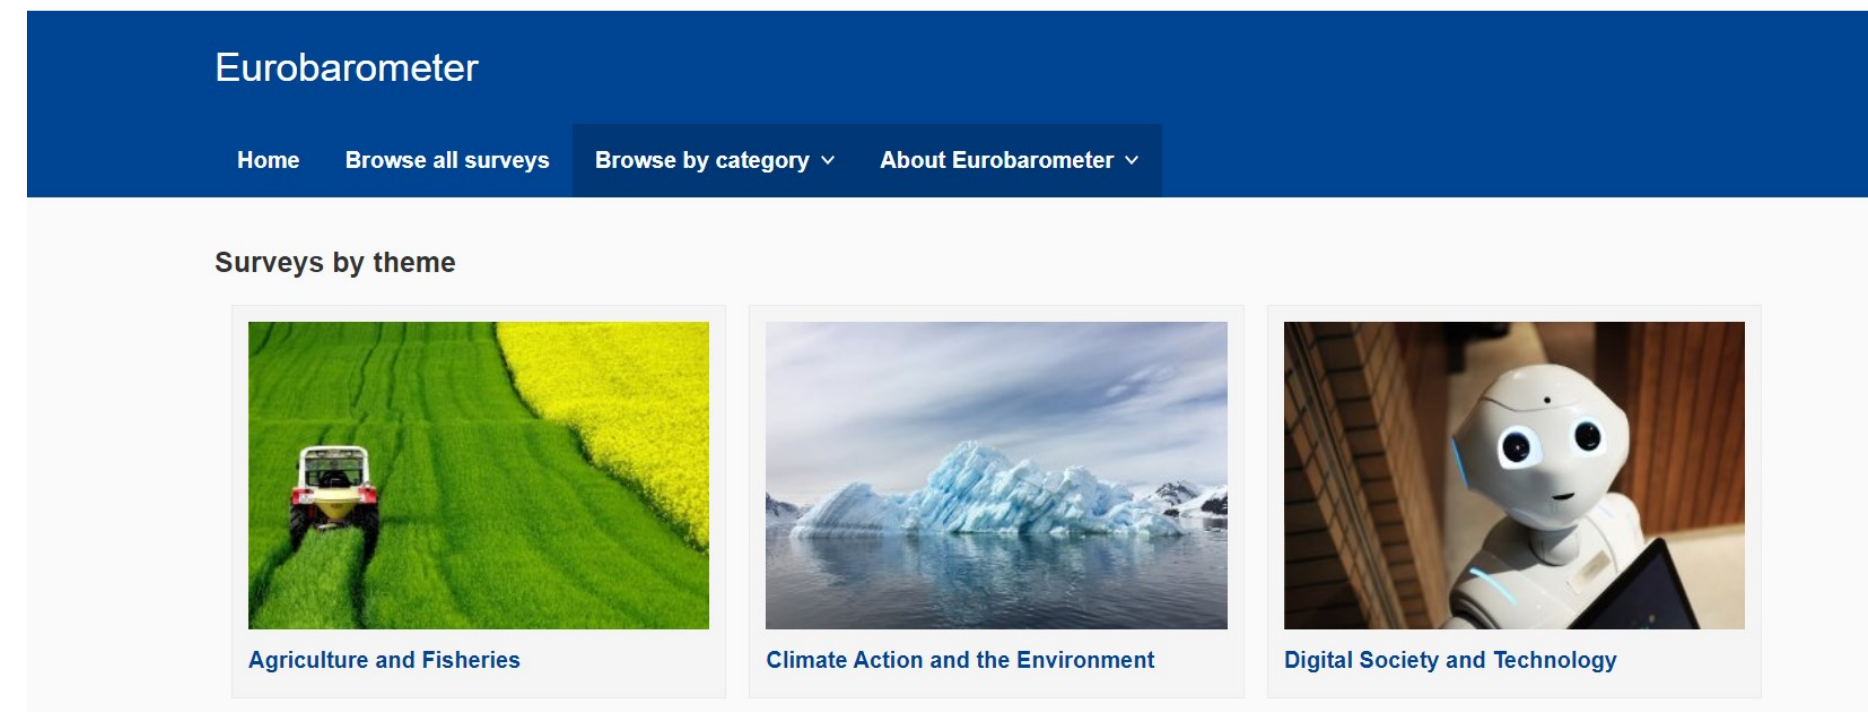 Eurobarometer
Home Browse all surveys Browse by category About Eurobarometer
Surveys by theme
Agriculture and Fisheries Climate Action and the Environment Digital Society and Technology